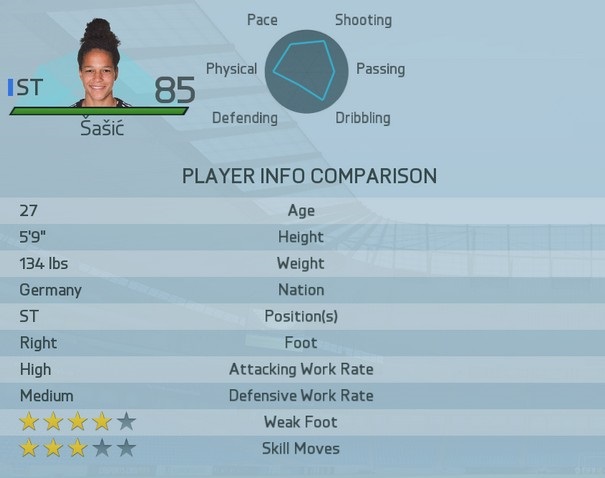 Pace Shooting
ST 85 Physical Passing
Šašić Defending Dribbling
PLAYER INFO COMPARISON
27 Age
5'9" Height
134 lbs Weight
Germany Nation
ST Position(s)
Right Foot
High Attacking Work Rate
Medium Defensive Work Rate
Weak Foot
Skill Moves